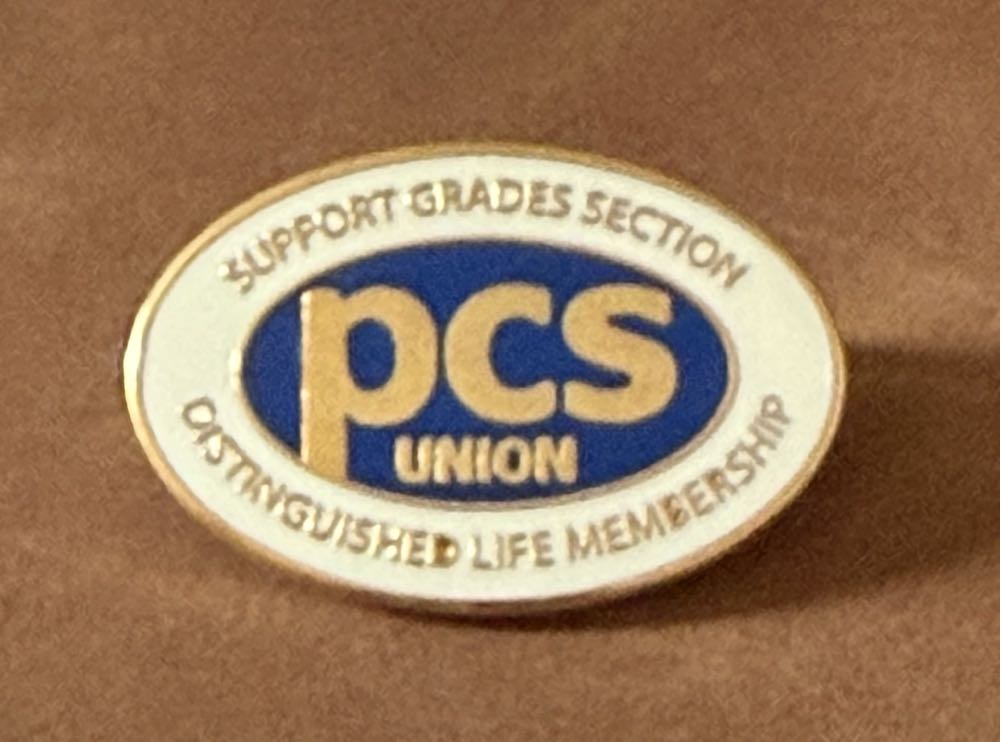 SUPPORT GRADES SECTION
pcs
UNION
DISTINGUISHED LIFE MEMBERSHIP